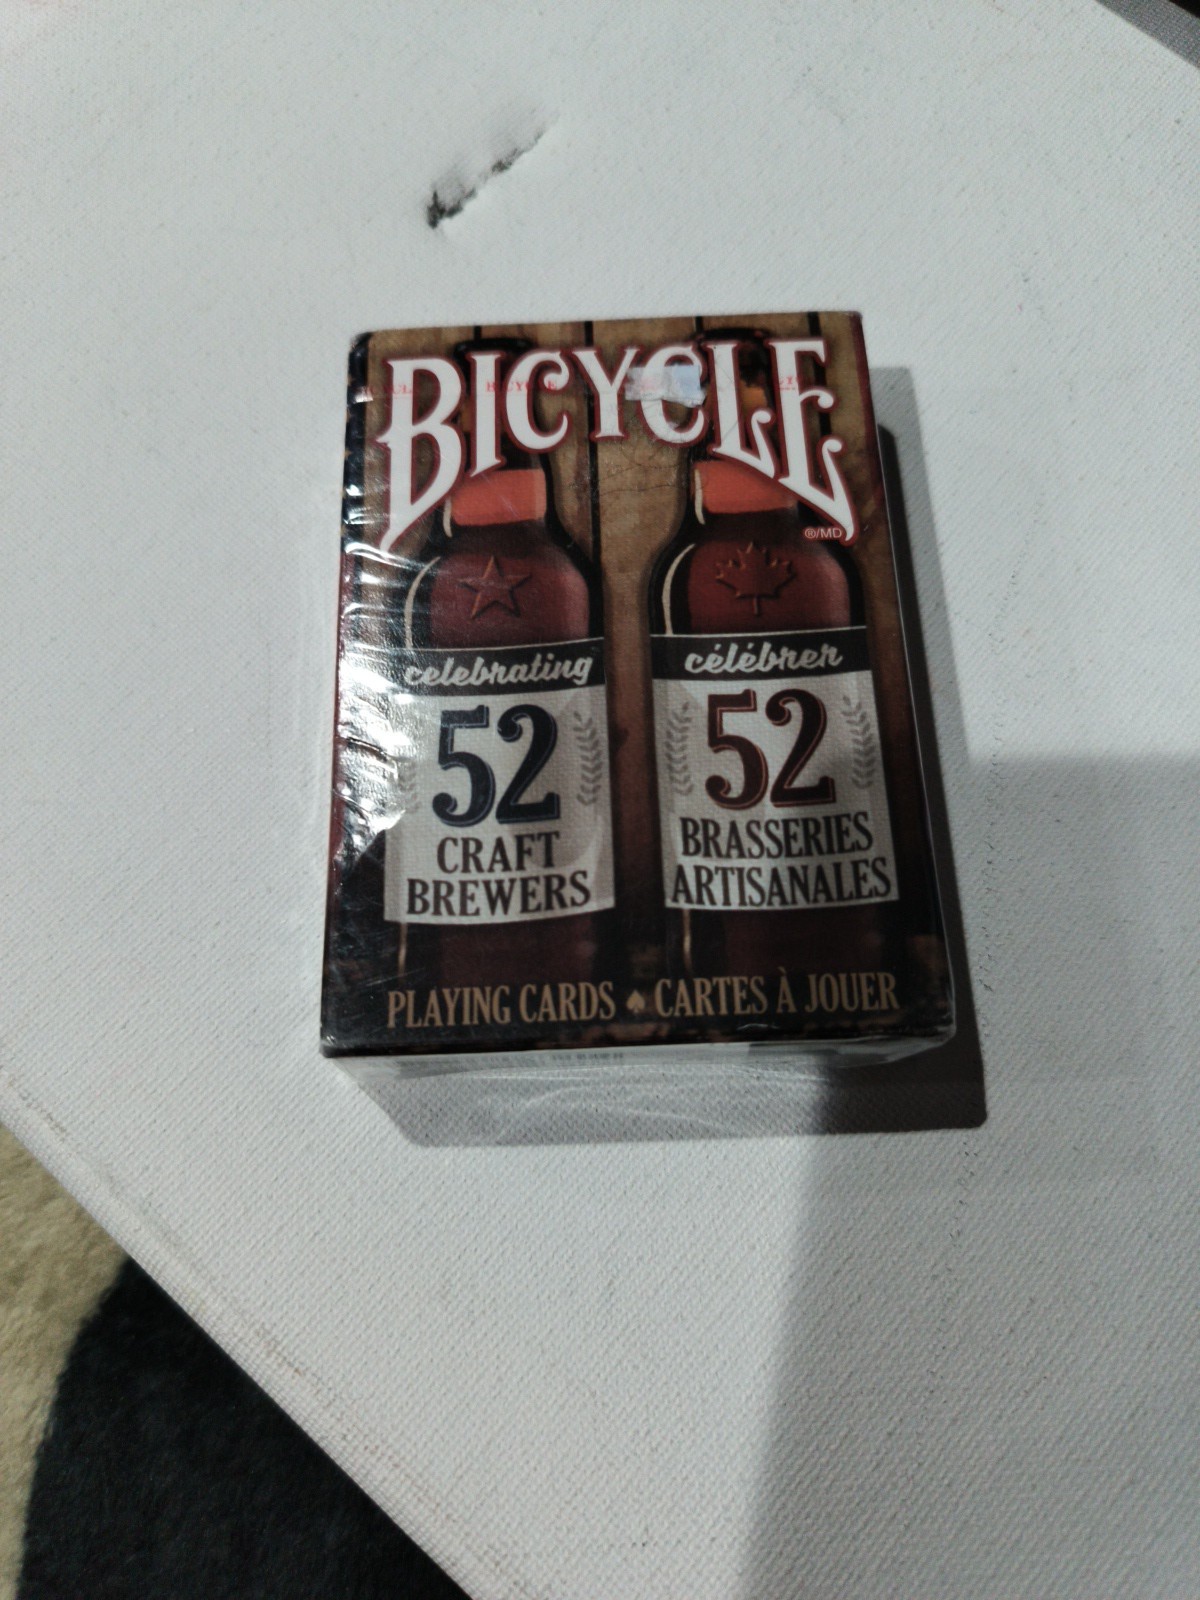 BICYCLE
®/MD
celebrating
52
CRAFT
BREWERS
célébrer
52
BRASSERIES
ARTISANALES
PLAYING CARDS ♠ CARTES À JOUER